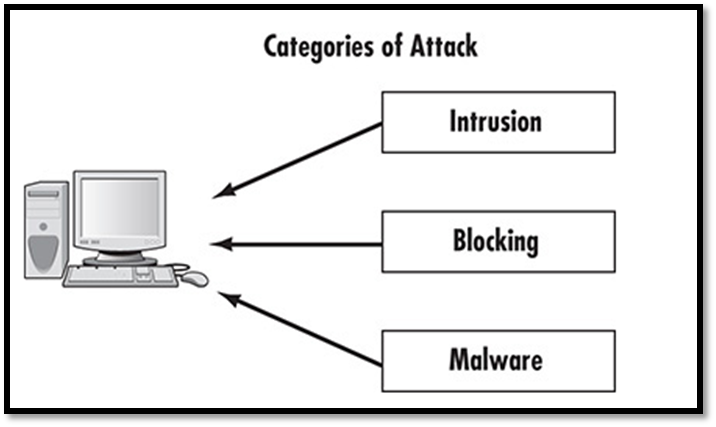 Categories of Attack
Intrusion
Blocking
Malware